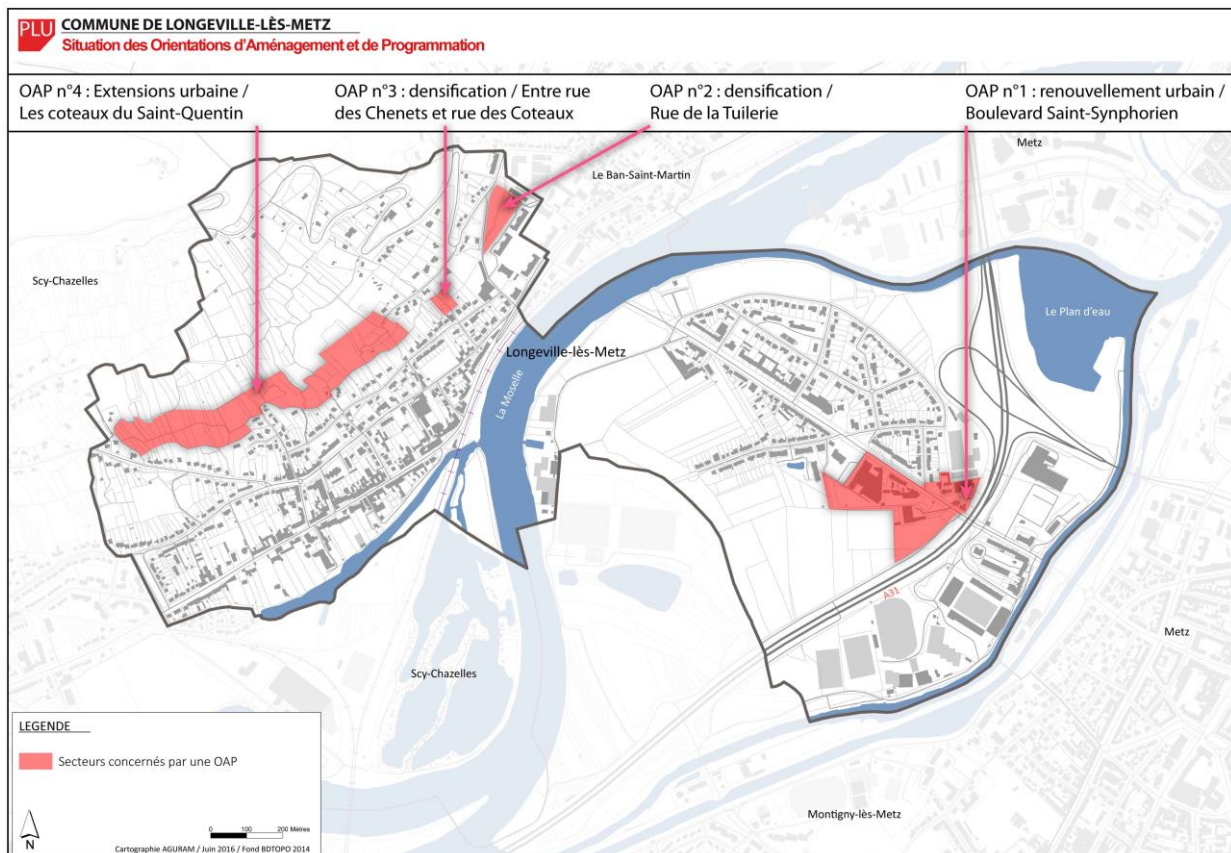 PLU
COMMUNE DE LONGEVILLE-LÈS-METZ
Situation des Orientations d'Aménagement et de Programmation
OAP n°4 : Extensions urbaine /
Les coteaux du Saint-Quentin
OAP n°3 : densification / Entre rue
des Chenets et rue des Coteaux
OAP n°2 : densification /
Rue de la Tuilerie
OAP n°1 : renouvellement urbain /
Boulevard Saint-Synphorien
Metz
Le Ban-Saint-Martin
Scy-Chazelles
Le Plan d'eau
Longeville-lès-Metz
La Moselle
A31
Metz
Scy-Chazelles
Montigny-lès-Metz
LEGENDE
Secteurs concernés par une OAP
0 100 200 Mètres
N
Cartographie AGURAM / Juin 2016 / Fond BDTOPO 2014